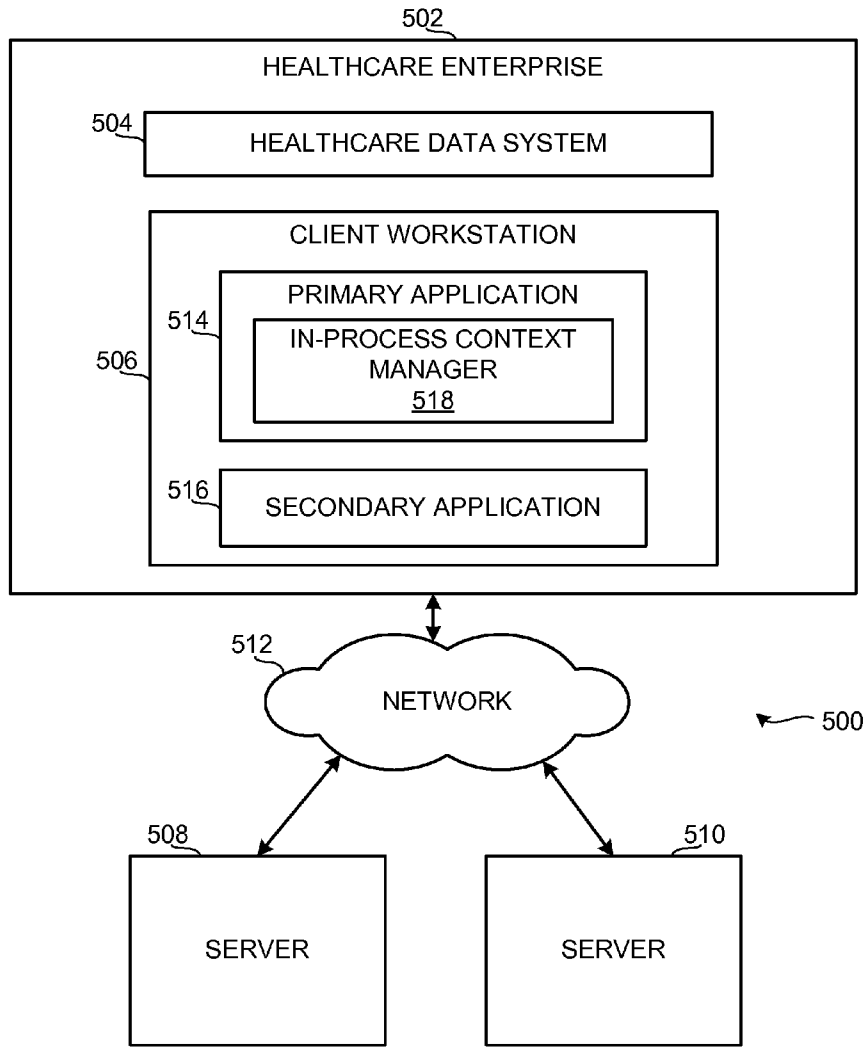 502
HEALTHCARE ENTERPRISE
504
HEALTHCARE DATA SYSTEM
CLIENT WORKSTATION
PRIMARY APPLICATION
514
IN-PROCESS CONTEXT
MANAGER
506
518
516
SECONDARY APPLICATION
512
NETWORK
500
508
510
SERVER
SERVER